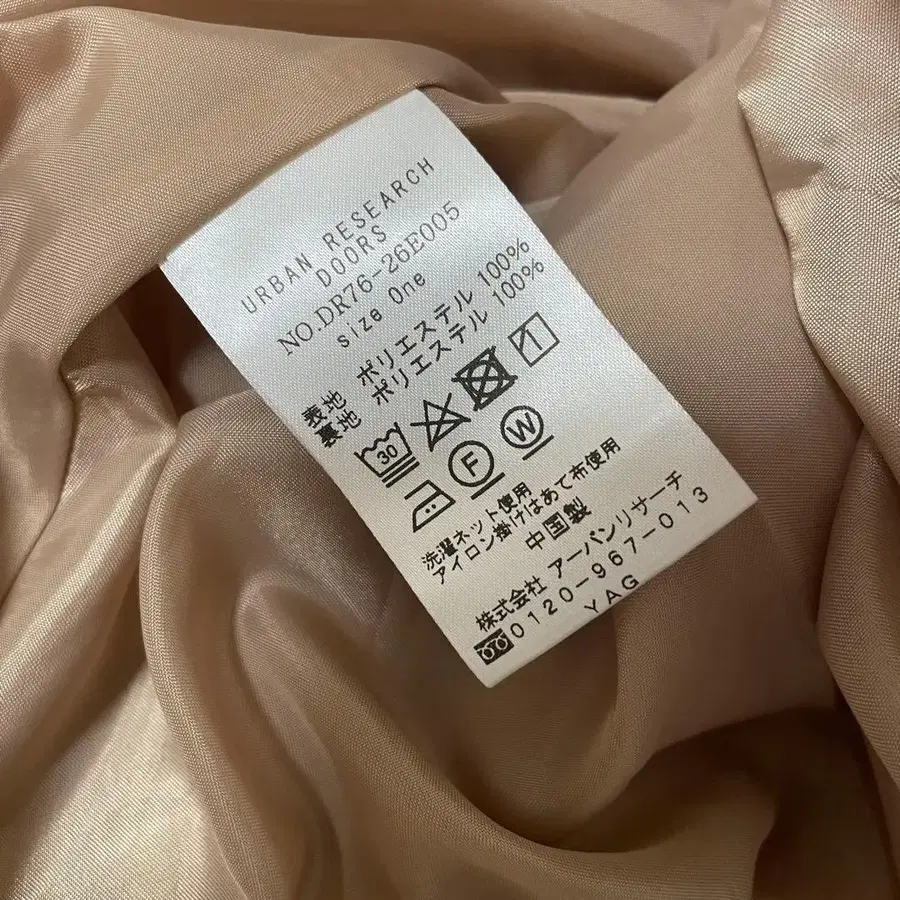 URBAN RESEARCH
DOORS
NO.DR76-26E005
size One
表地 ポリエステル 100%
裏地 ポリエステル 100%
30
F W
洗濯ネット使用
アイロン掛けはあて布使用
中国製
株式会社 アーバンリサーチ
0120-967-013
YAG